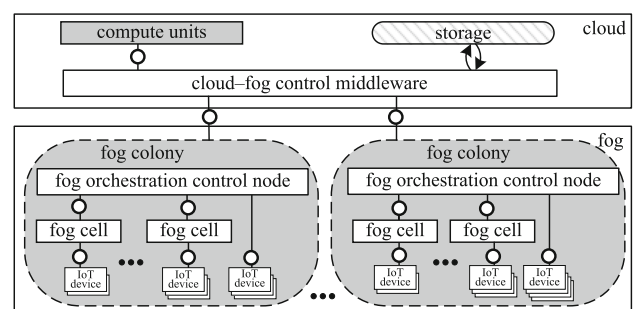 compute units
storage
cloud
cloud–fog control middleware
fog
fog colony
fog colony
fog orchestration control node
fog orchestration control node
fog cell
fog cell
fog cell
fog cell
•••
•••
IoT
device
IoT
device
IoT
device
IoT
device
IoT
device
IoT
device
•••